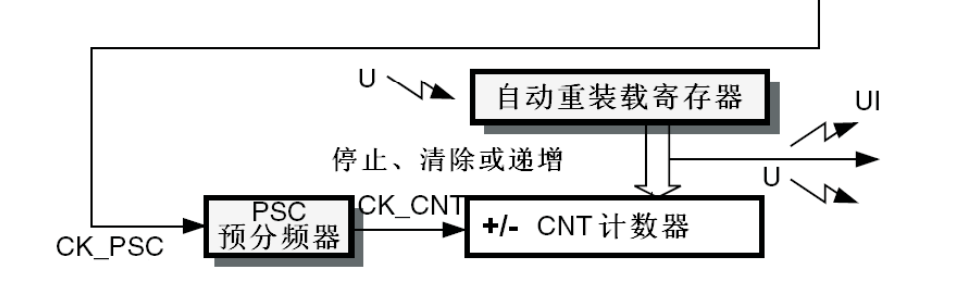 U
自动重装载寄存器
UI
停止、清除或递增
U
CK_PSC
PSC
预分频器
CK_CNT
+/- CNT 计数器